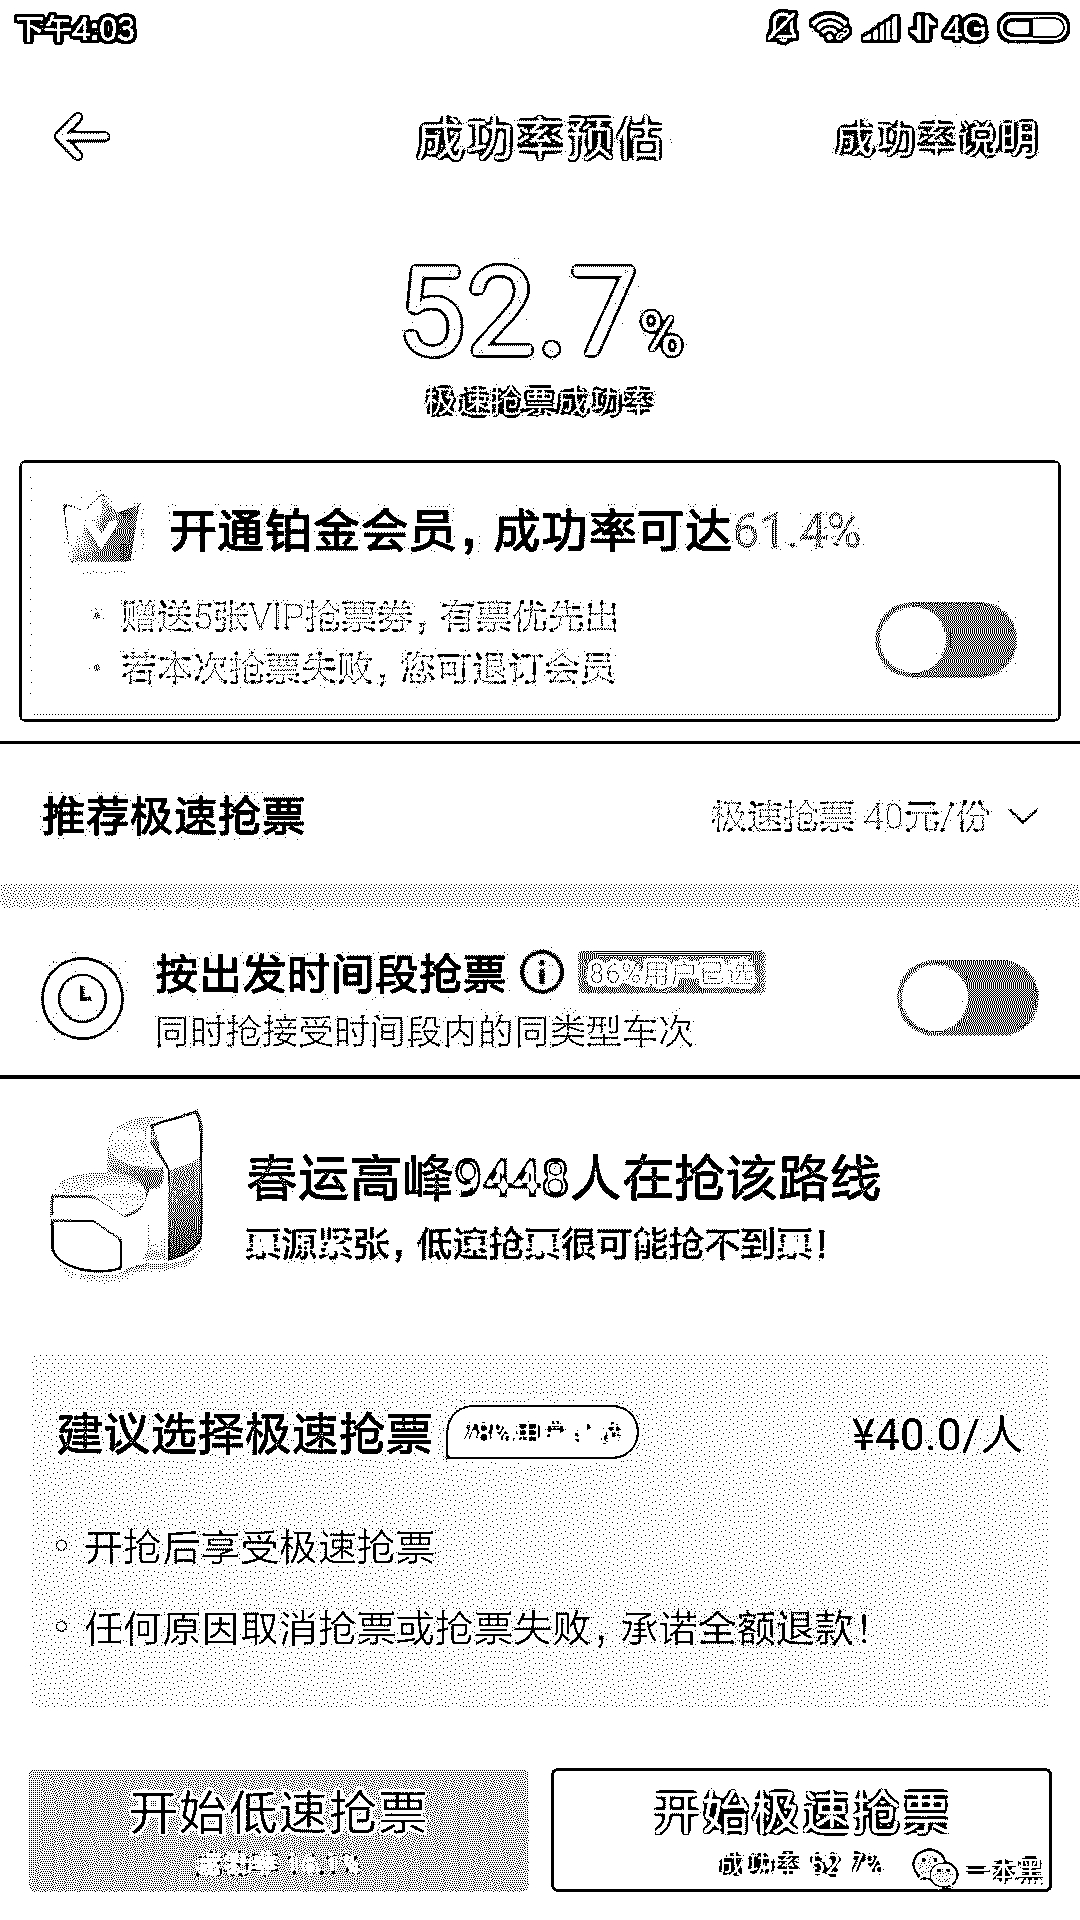 下午4:03 4G
成功率预估 成功率说明
52.7%
极速抢票成功率
开通铂金会员，成功率可达61.4%
赠送5张VIP抢票券，有票优先出
若本次抢票失败，您可退订会员
推荐极速抢票 极速抢票 40元/份
按出发时间段抢票 86%用户已选
同时抢接受时间段内的同类型车次
春运高峰9448人在抢该路线
票源紧张，低速抢票很可能抢不到票！
建议选择极速抢票 ¥40.0/人
开抢后享受极速抢票
任何原因取消抢票或抢票失败，承诺全额退款！
开始低速抢票 开始极速抢票
成功率 成功率 52.7%
一本黑